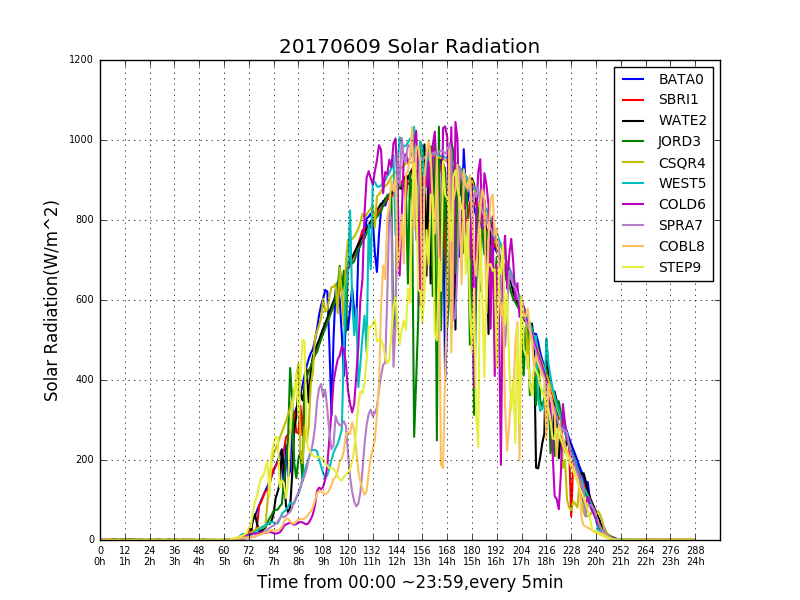 20170609 Solar Radiation
1200
1000
800
600
400
200
0
Solar Radiation(W/m^2)
BATA0
SBRI1
WATE2
JORD3
CSQR4
WEST5
COLD6
SPRA7
COBL8
STEP9
0 12 24 36 48 60 72 84 96 108 120 132 144 156 168 180 192 204 216 228 240 252 264 276 288
0h 1h 2h 3h 4h 5h 6h 7h 8h 9h 10h 11h 12h 13h 14h 15h 16h 17h 18h 19h 20h 21h 22h 23h 24h
Time from 00:00 ~23:59,every 5min